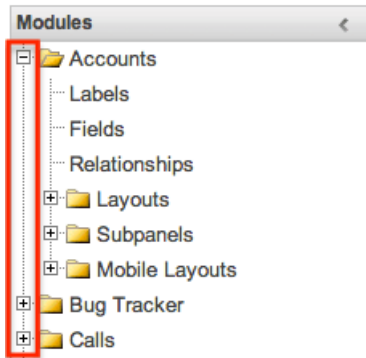 Modules
Accounts
Labels
Fields
Relationships
Layouts
Subpanels
Mobile Layouts
Bug Tracker
Calls